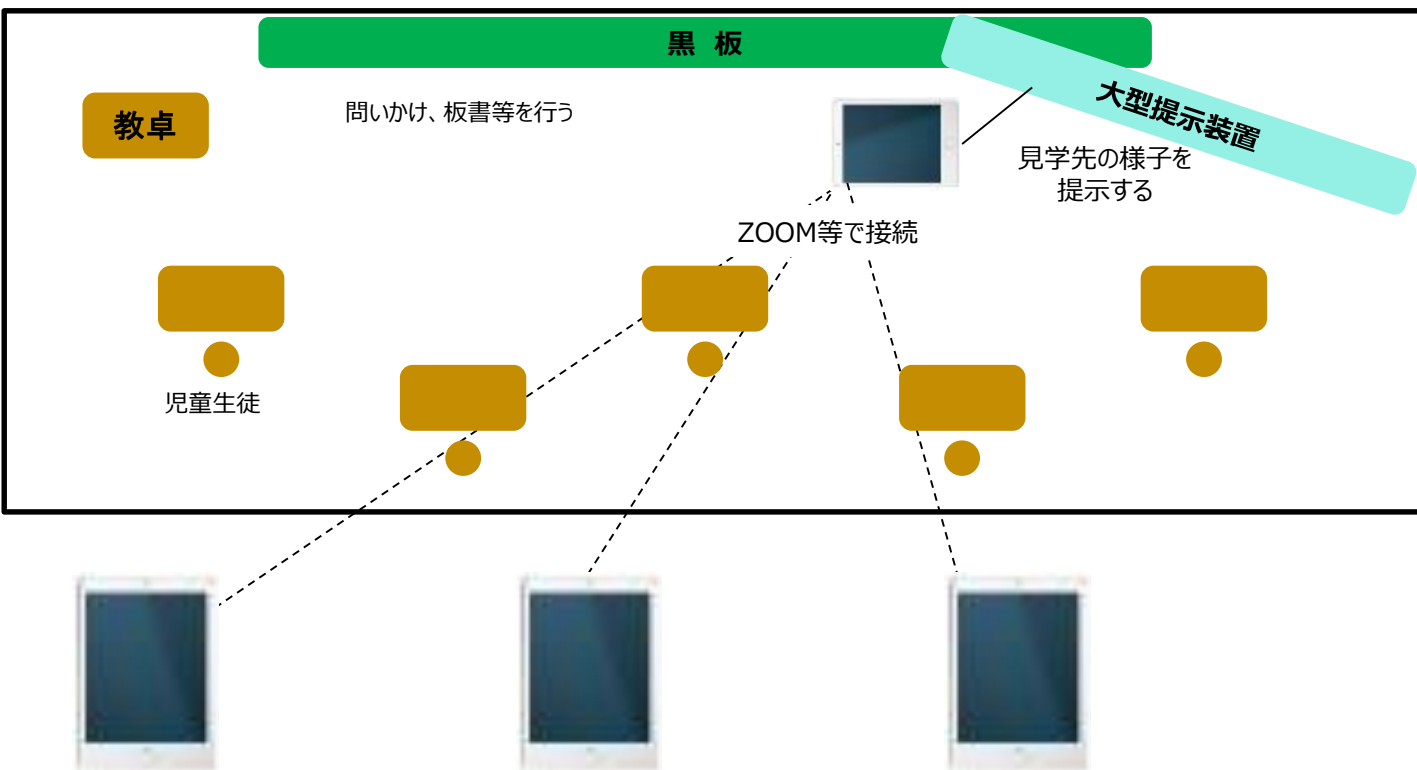 黒 板
大型提示装置
教卓
問いかけ、板書等を行う
見学先の様子を
提示する
ZOOM等で接続
児童生徒